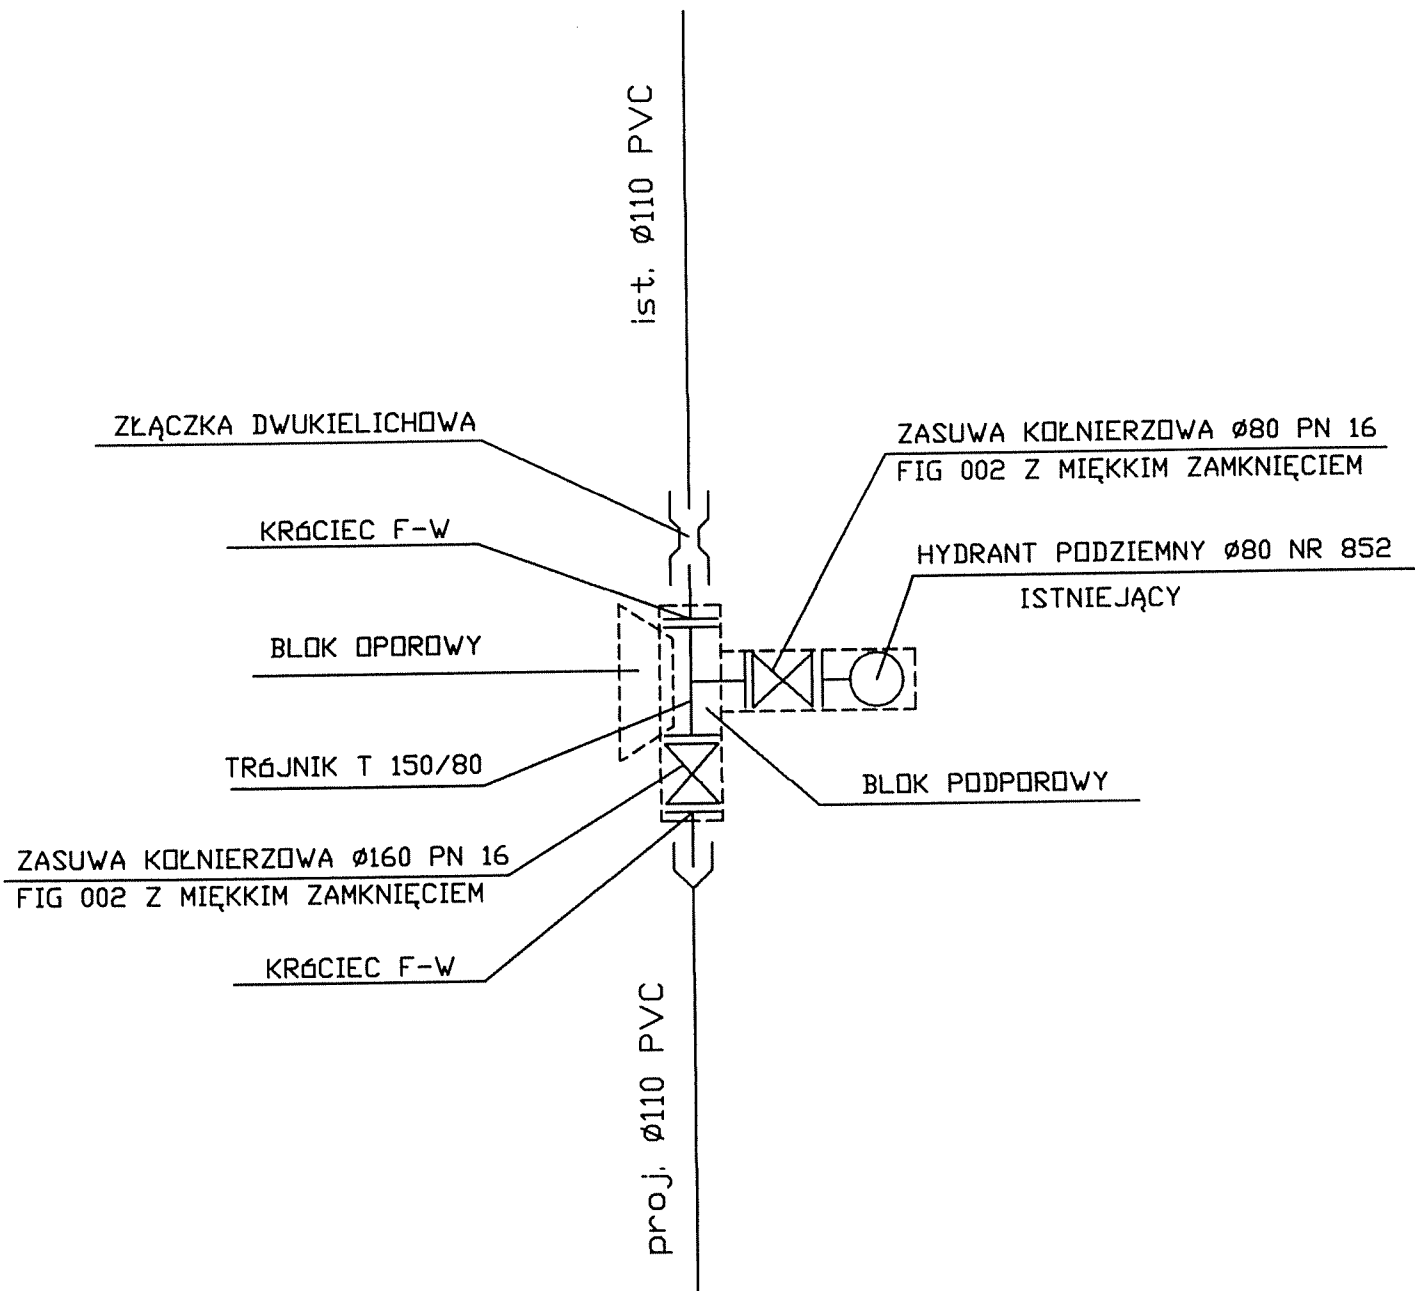 ist. Ø110 PVC
ZŁĄCZKA DWUKIELICHOWA
ZASUWA KOŁNIERZOWA Ø80 PN 16
FIG 002 Z MIĘKKIM ZAMKNIĘCIEM
KRóCIEC F-W
HYDRANT PODZIEMNY Ø80 NR 852
ISTNIEJĄCY
BLOK OPOROWY
TRóJNIK T 150/80
BLOK PODPOROWY
ZASUWA KOŁNIERZOWA Ø160 PN 16
FIG 002 Z MIĘKKIM ZAMKNIĘCIEM
KRóCIEC F-W
proj. Ø110 PVC